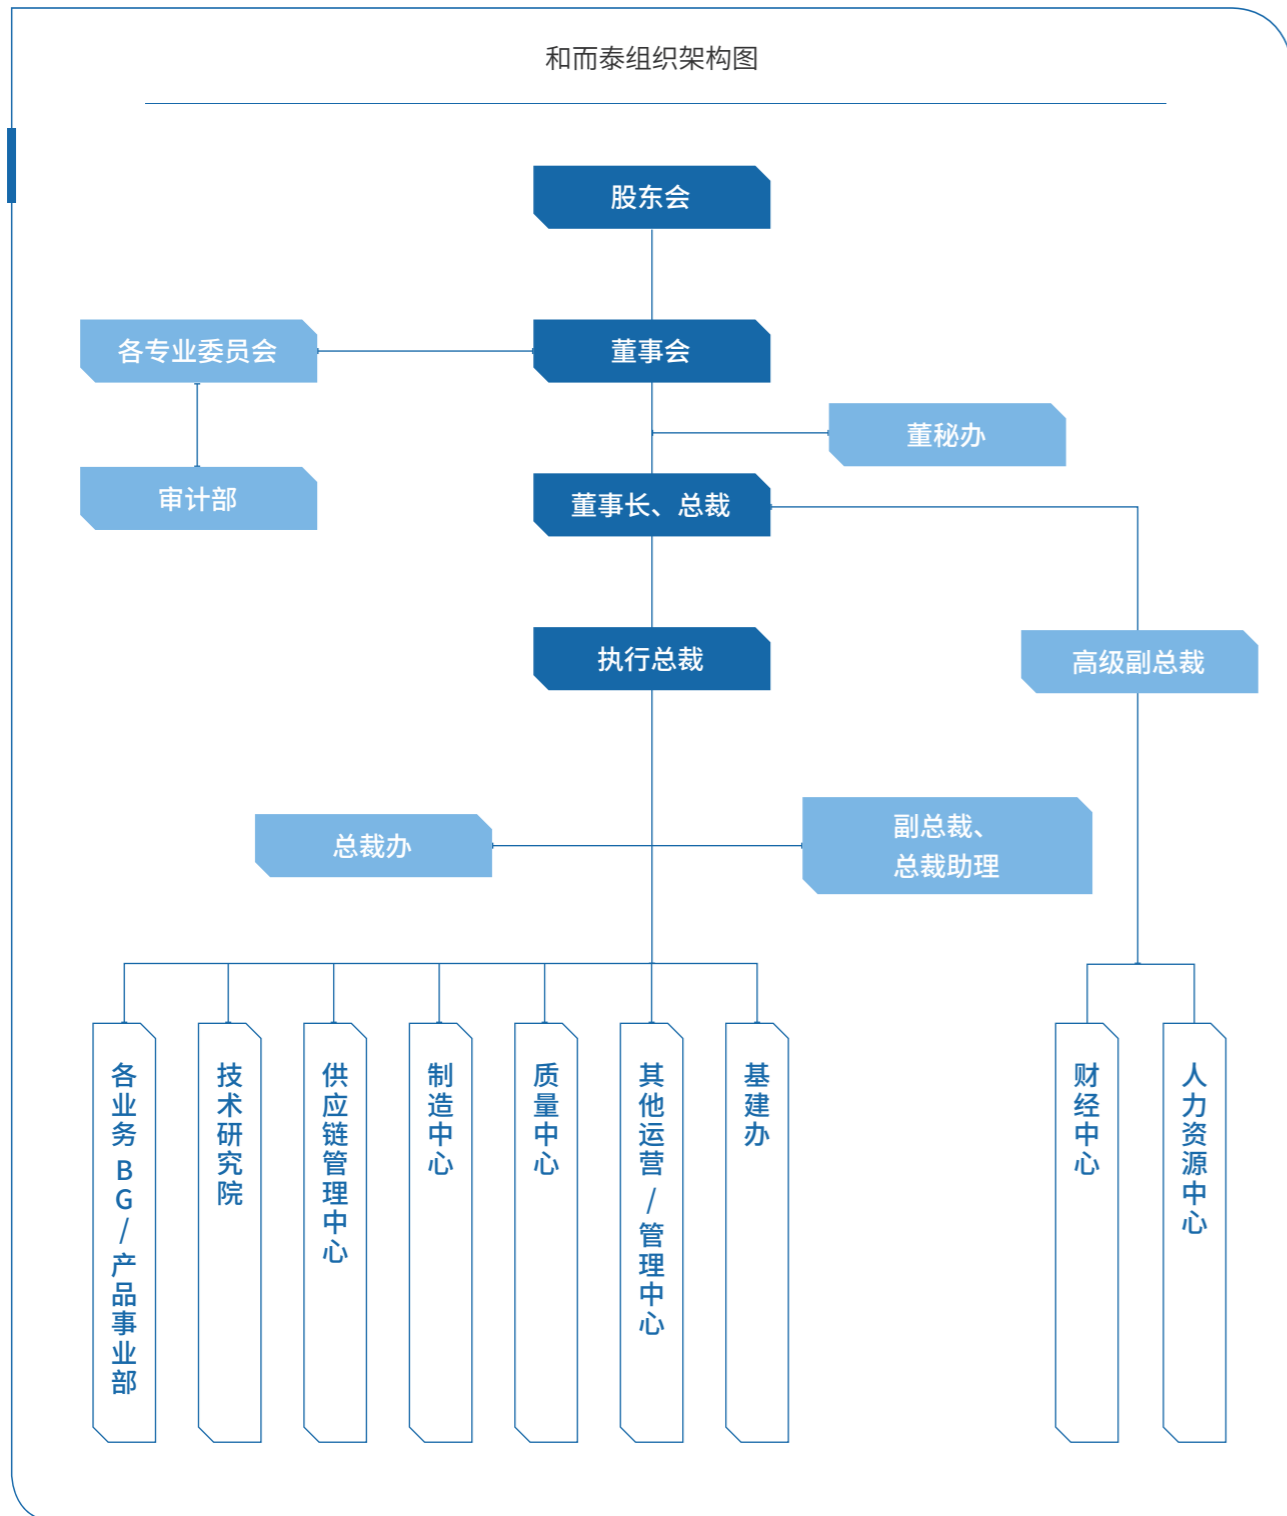 和而泰组织架构图
股东会
各专业委员会
董事会
董秘办
审计部
董事长、总裁
执行总裁
高级副总裁
总裁办
副总裁、
总裁助理
各业务BG/产品事业部
技术研究院
供应链管理中心
制造中心
质量中心
其他运营/管理中心
基建办
财经中心
人力资源中心